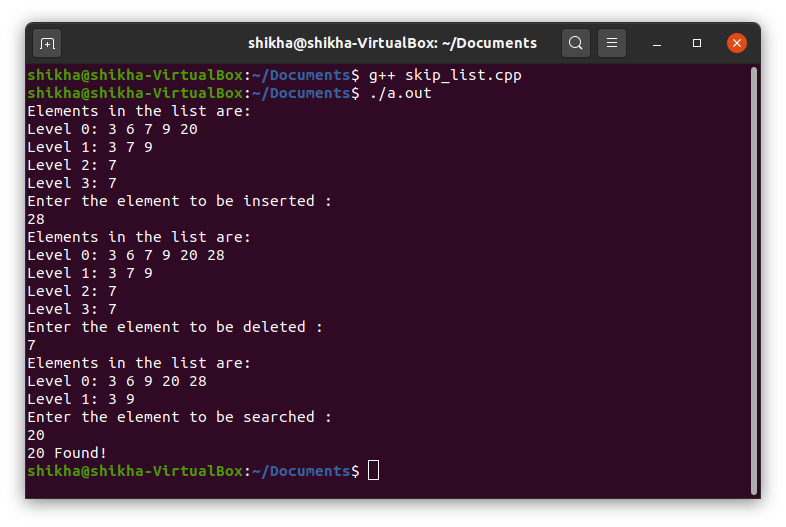 shikha@shikha-VirtualBox: ~/Documents
shikha@shikha-VirtualBox:~/Documents$ g++ skip_list.cpp
shikha@shikha-VirtualBox:~/Documents$ ./a.out
Elements in the list are:
Level 0: 3 6 7 9 20
Level 1: 3 7 9
Level 2: 7
Level 3: 7
Enter the element to be inserted :
28
Elements in the list are:
Level 0: 3 6 7 9 20 28
Level 1: 3 7 9
Level 2: 7
Level 3: 7
Enter the element to be deleted :
7
Elements in the list are:
Level 0: 3 6 9 20 28
Level 1: 3 9
Enter the element to be searched :
20
20 Found!
shikha@shikha-VirtualBox:~/Documents$